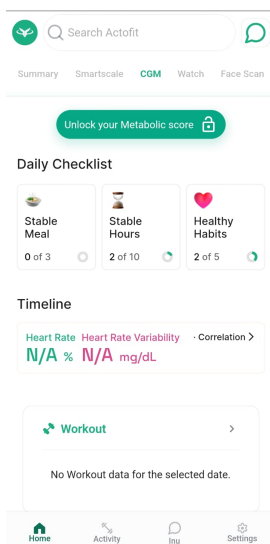 Search Actofit
Summary Smartscale CGM Watch Face Scan
Unlock your Metabolic score
Daily Checklist
Stable Meal
0 of 3
Stable Hours
2 of 10
Healthy Habits
2 of 5
Timeline
Heart Rate Heart Rate Variability · Correlation >
N/A % N/A mg/dL
Workout >
No Workout data for the selected date.
Home Activity Inu Settings